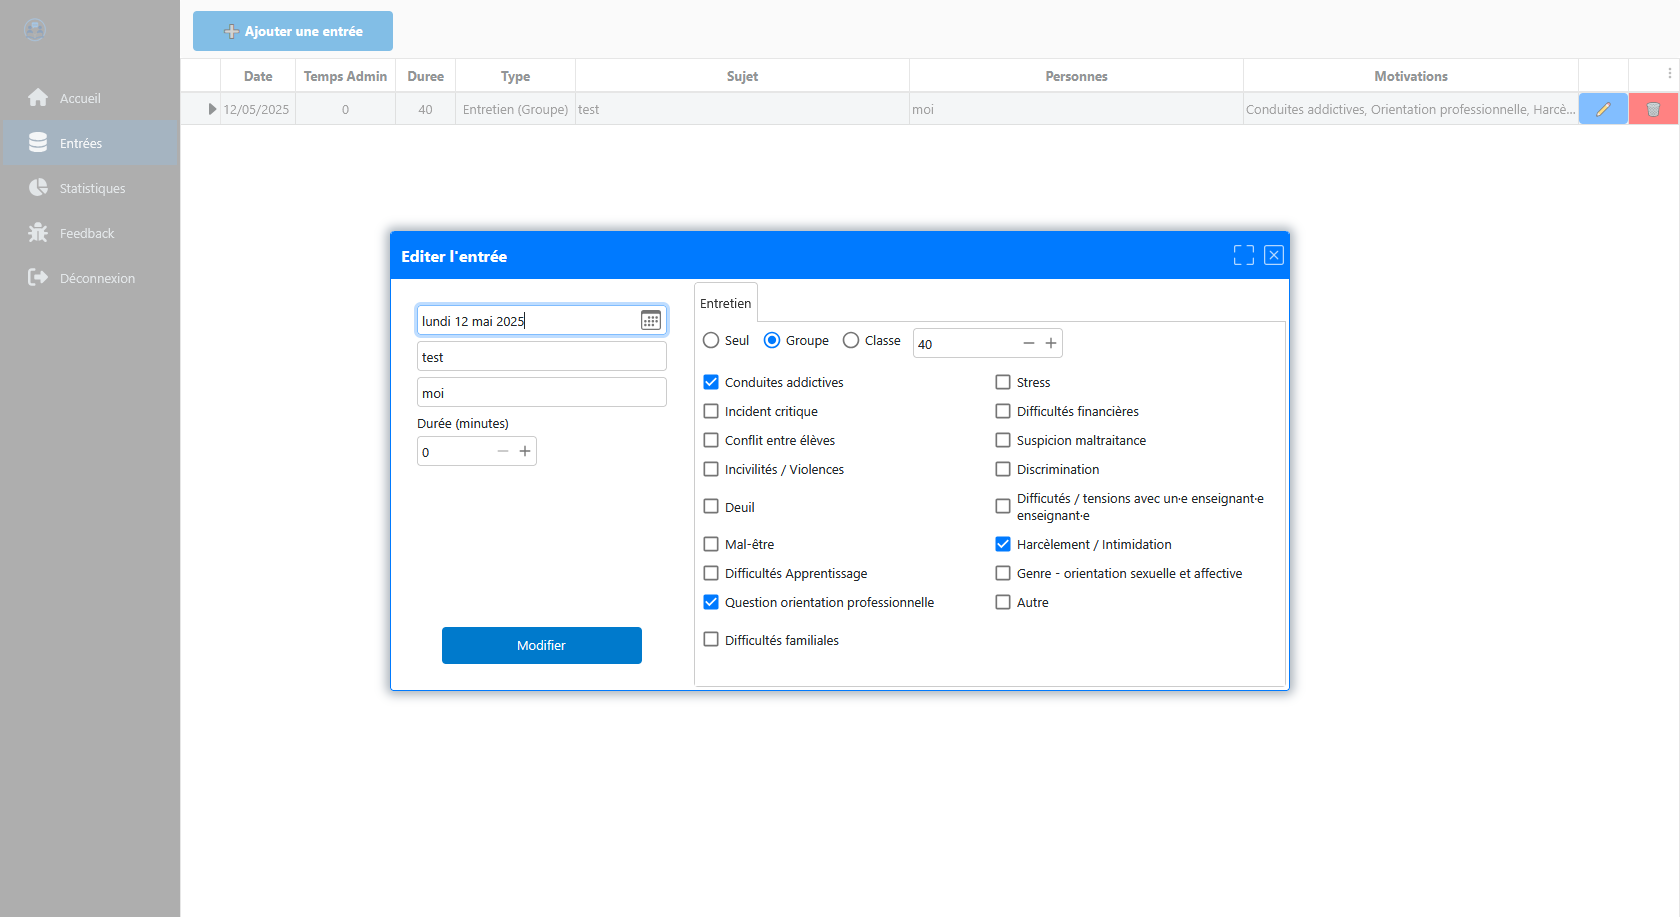 Ajouter une entrée
Accueil
Entrées
Statistiques
Feedback
Déconnexion
Date Temps Admin Duree Type Sujet Personnes Motivations
12/05/2025 0 40 Entretien (Groupe) test moi Conduites addictives, Orientation professionnelle, Harcè...
Editer l'entrée
lundi 12 mai 2025
test
moi
Durée (minutes)
0
Modifier
Entretien
Seul Groupe Classe 40
Conduites addictives
Incident critique
Conflit entre élèves
Incivilités / Violences
Deuil
Mal-être
Difficultés Apprentissage
Question orientation professionnelle
Difficultés familiales
Stress
Difficultés financières
Suspicion maltraitance
Discrimination
Difficutés / tensions avec un·e enseignant·e
enseignant·e
Harcèlement / Intimidation
Genre - orientation sexuelle et affective
Autre